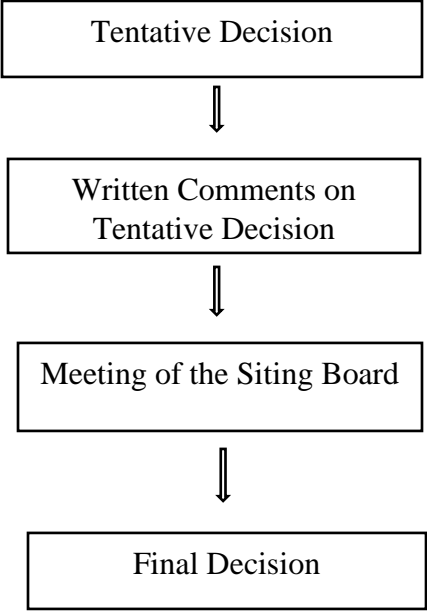 Tentative Decision
Written Comments on
Tentative Decision
Meeting of the Siting Board
Final Decision